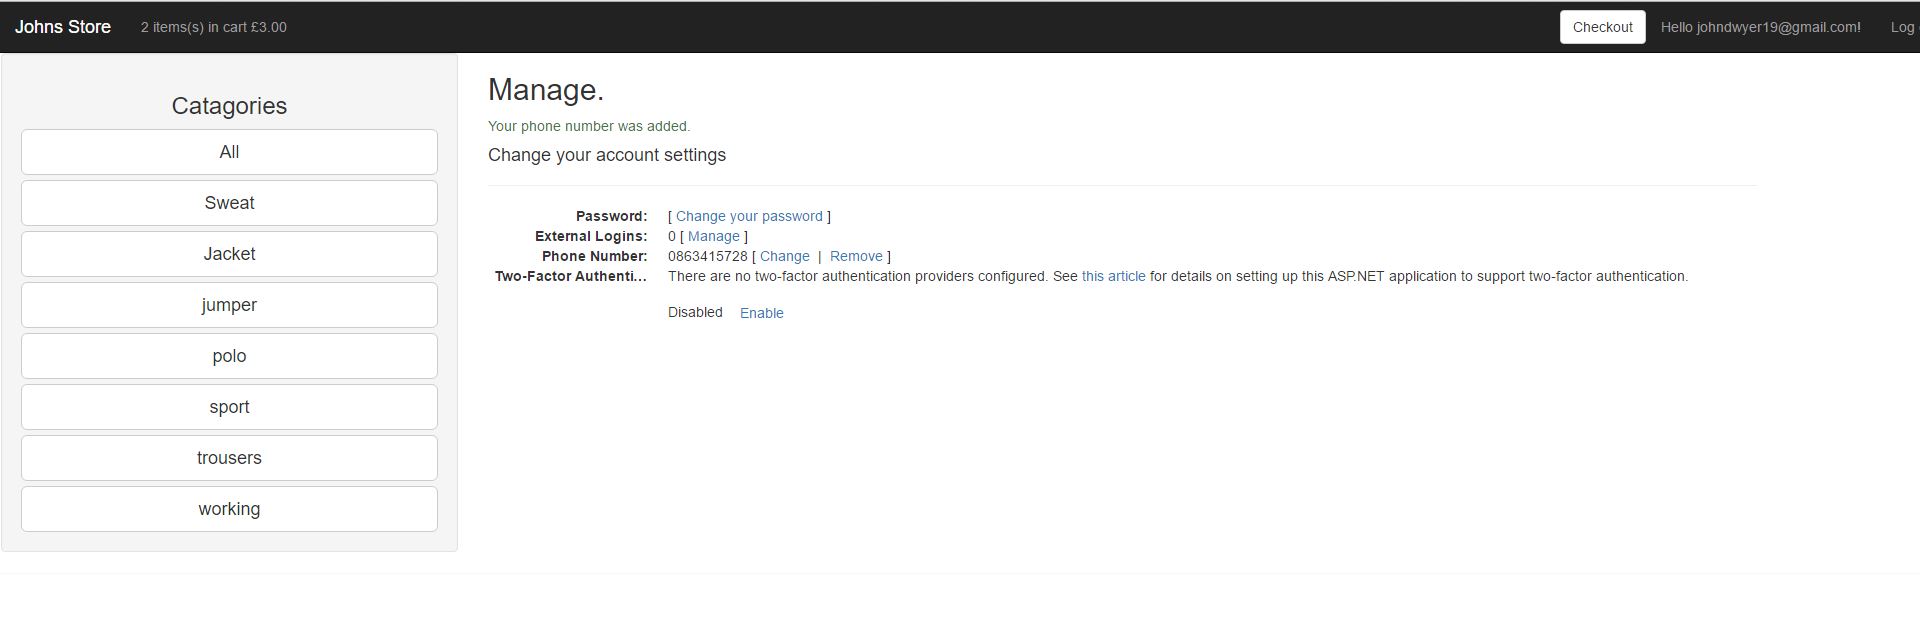 Johns Store 2 items(s) in cart £3.00 Checkout Hello johndwyer19@gmail.com! Log
Catagories
All
Sweat
Jacket
jumper
polo
sport
trousers
working
Manage.
Your phone number was added.
Change your account settings
Password: [ Change your password ]
External Logins: 0 [ Manage ]
Phone Number: 0863415728 [ Change | Remove ]
Two-Factor Authenti... There are no two-factor authentication providers configured. See this article for details on setting up this ASP.NET application to support two-factor authentication.
Disabled Enable